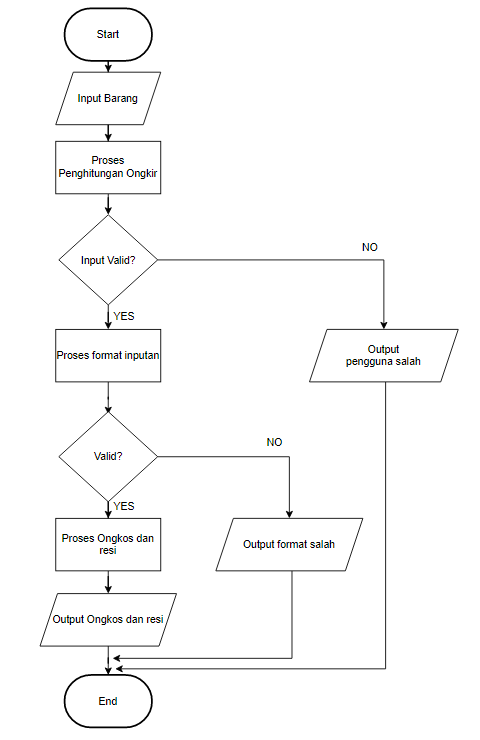 Start
Input Barang
Proses
Penghitungan Ongkir
Input Valid?
NO
YES
Proses format inputan
Output
pengguna salah
Valid?
NO
YES
Proses Ongkos dan
resi
Output format salah
Output Ongkos dan resi
End